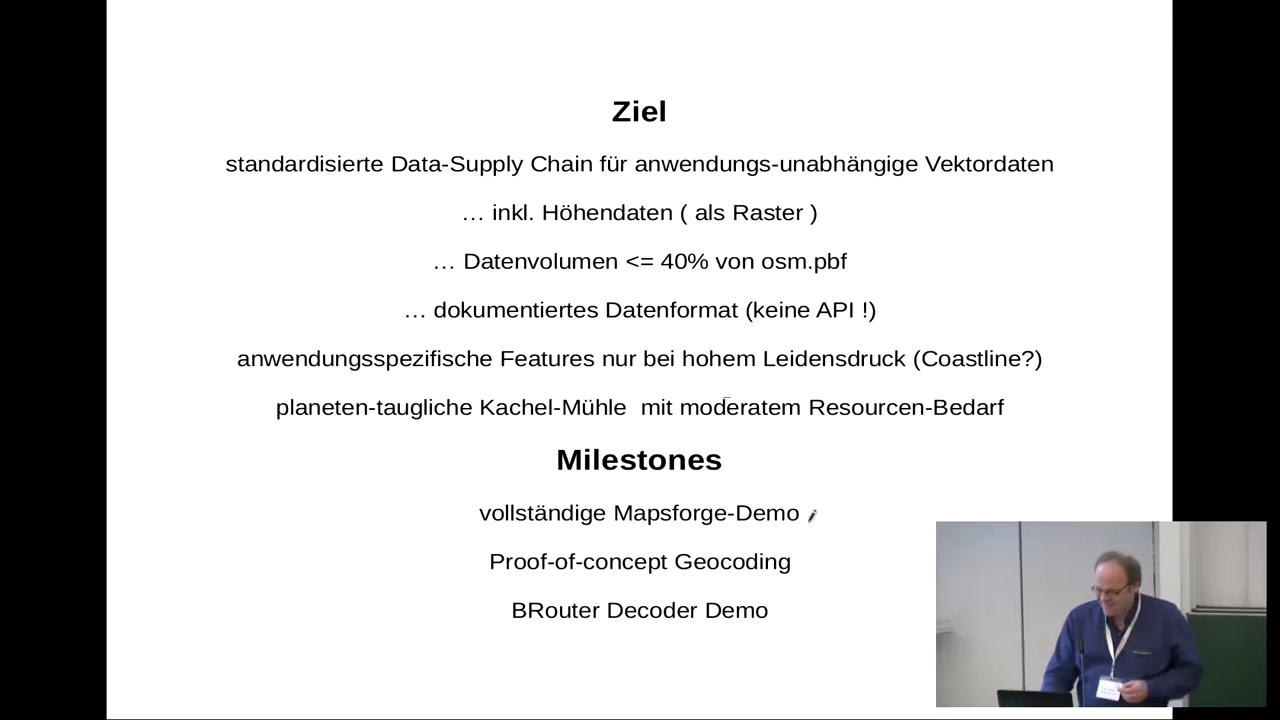 Ziel
standardisierte Data-Supply Chain für anwendungs-unabhängige Vektordaten
… inkl. Höhendaten ( als Raster )
… Datenvolumen <= 40% von osm.pbf
… dokumentiertes Datenformat (keine API !)
anwendungsspezifische Features nur bei hohem Leidensdruck (Coastline?)
planeten-taugliche Kachel-Mühle mit moderatem Resourcen-Bedarf
Milestones
vollständige Mapsforge-Demo
Proof-of-concept Geocoding
BRouter Decoder Demo